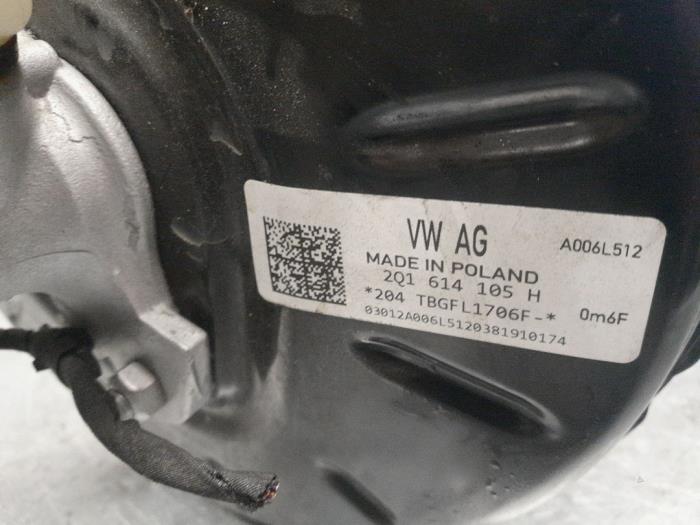 VW AG
A006L512
MADE IN POLAND
2Q1 614 105 H
*204 TBGFL1706F-*
0m6F
03012A006L5120381910174